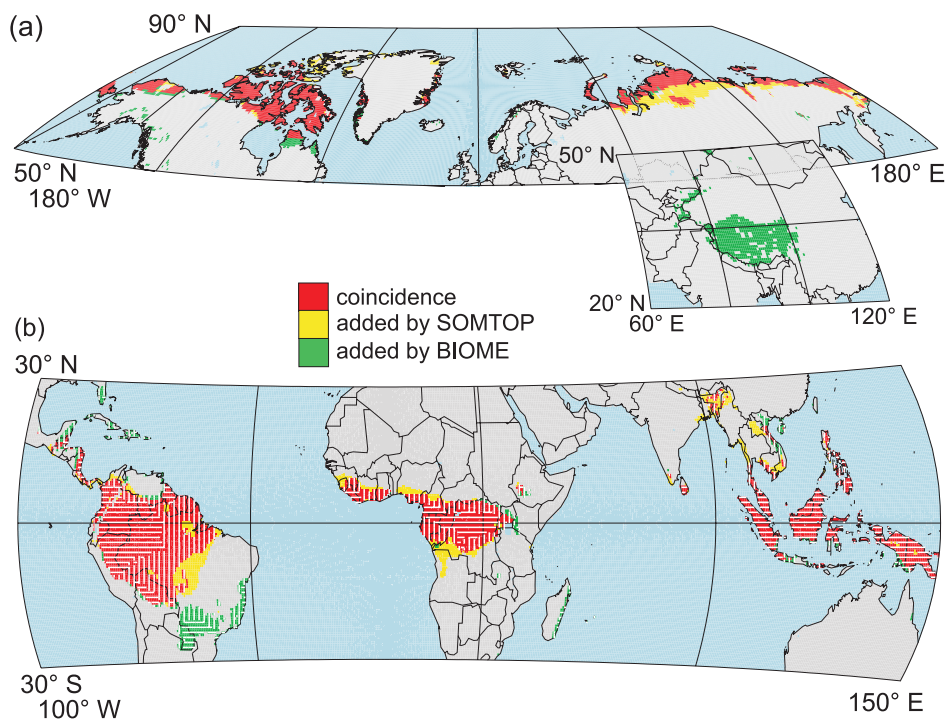 (a)
90° N
50° N
180° W
50° N
180° E
20° N
60° E
120° E
coincidence
added by SOMTOP
added by BIOME
(b)
30° N
30° S
100° W
150° E